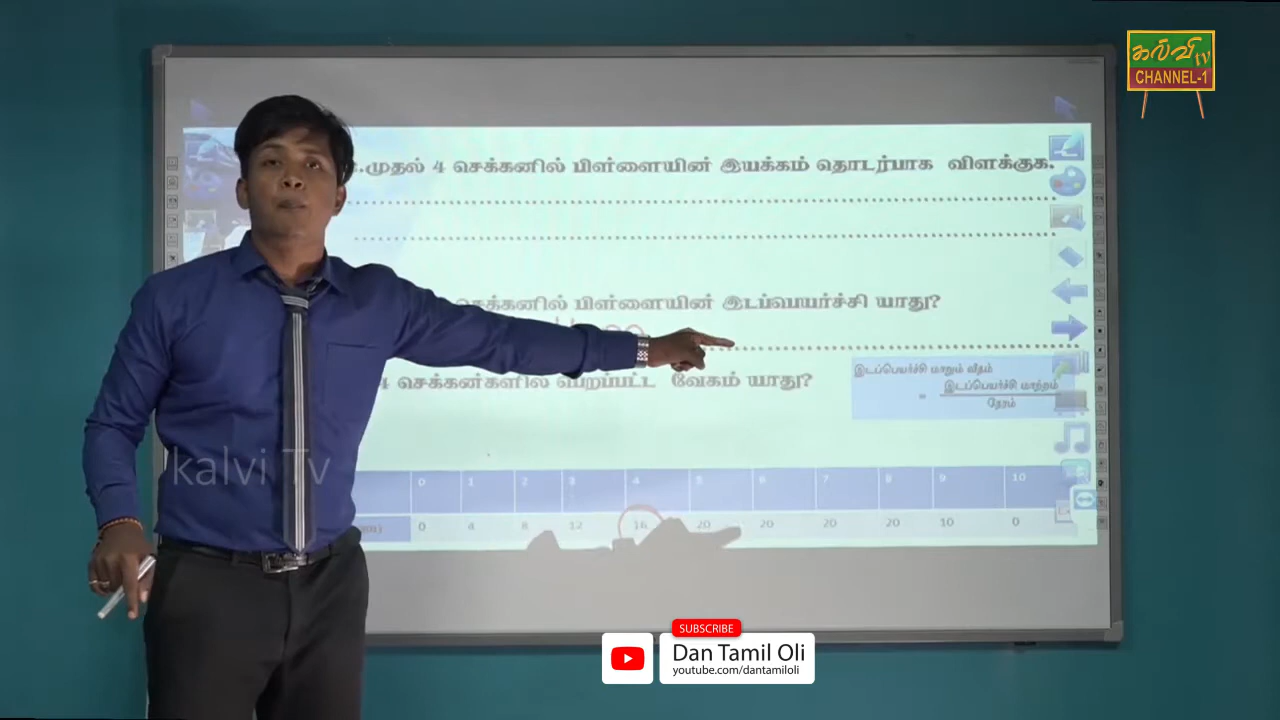 கல்வி TV
CHANNEL-1
.முதல் 4 செக்கனில் பிள்ளையின் இயக்கம் தொடர்பாக விளக்குக.
செக்கனில் பிள்ளையின் இடப்பெயர்ச்சி யாது?
4 செக்கன்களில் பெறப்பட்ட வேகம் யாது?
இடப்பெயர்ச்சி மாறும் வீதம்
= இடப்பெயர்ச்சி மாற்றம்
நேரம்
kalvi Tv
0 1 2 3 4 5 6 7 8 9 10
(m) 0 4 8 12 16 20 20 20 20 10 0
SUBSCRIBE
Dan Tamil Oli
youtube.com/dantamiloli